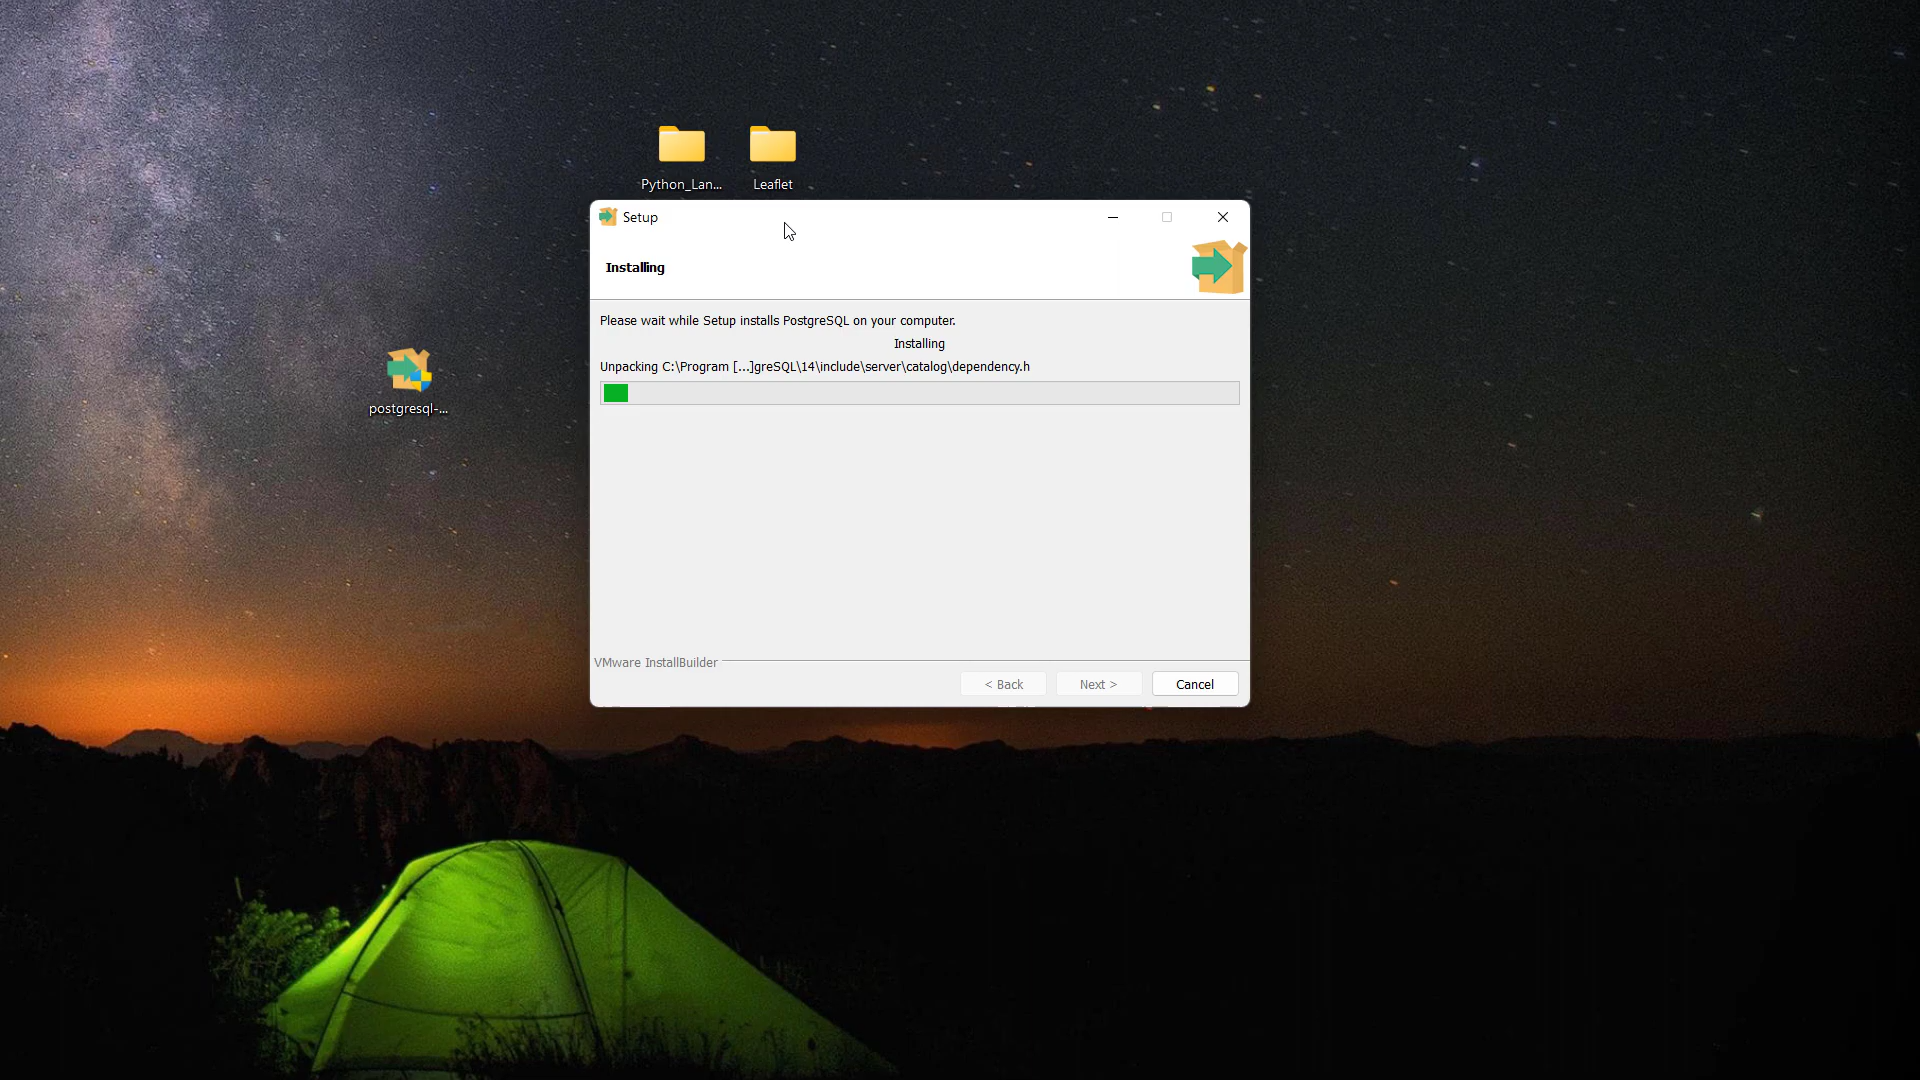 Python_Lan...
Leaflet
Setup
Installing
Please wait while Setup installs PostgreSQL on your computer.
Installing
Unpacking C:\Program [...]greSQL\14\include\server\catalog\dependency.h
postgresql-...
VMware InstallBuilder
< Back
Next >
Cancel